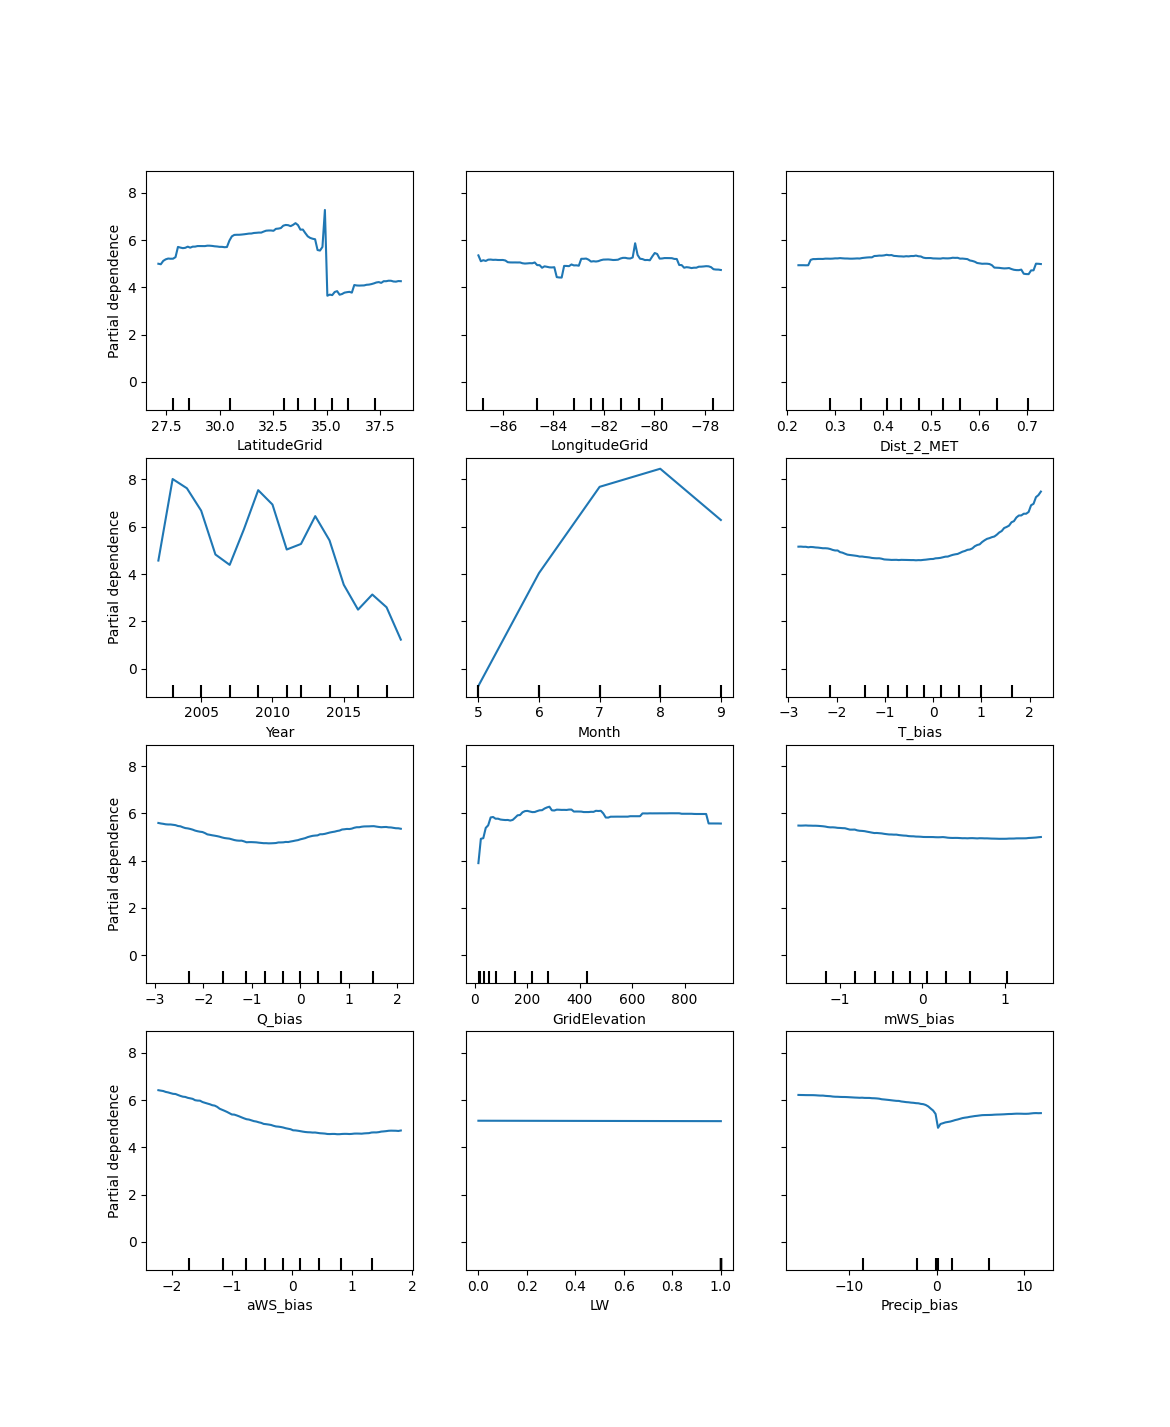 8
6
4
2
0
Partial dependence
27.5 30.0 32.5 35.0 37.5
LatitudeGrid
−86 −84 −82 −80 −78
LongitudeGrid
0.2 0.3 0.4 0.5 0.6 0.7
Dist_2_MET
8
6
4
2
0
Partial dependence
2005 2010 2015
Year
5 6 7 8 9
Month
−3 −2 −1 0 1 2
T_bias
8
6
4
2
0
Partial dependence
−3 −2 −1 0 1 2
Q_bias
0 200 400 600 800
GridElevation
−1 0 1
mWS_bias
8
6
4
2
0
Partial dependence
−2 −1 0 1 2
aWS_bias
0.0 0.2 0.4 0.6 0.8 1.0
LW
−10 0 10
Precip_bias